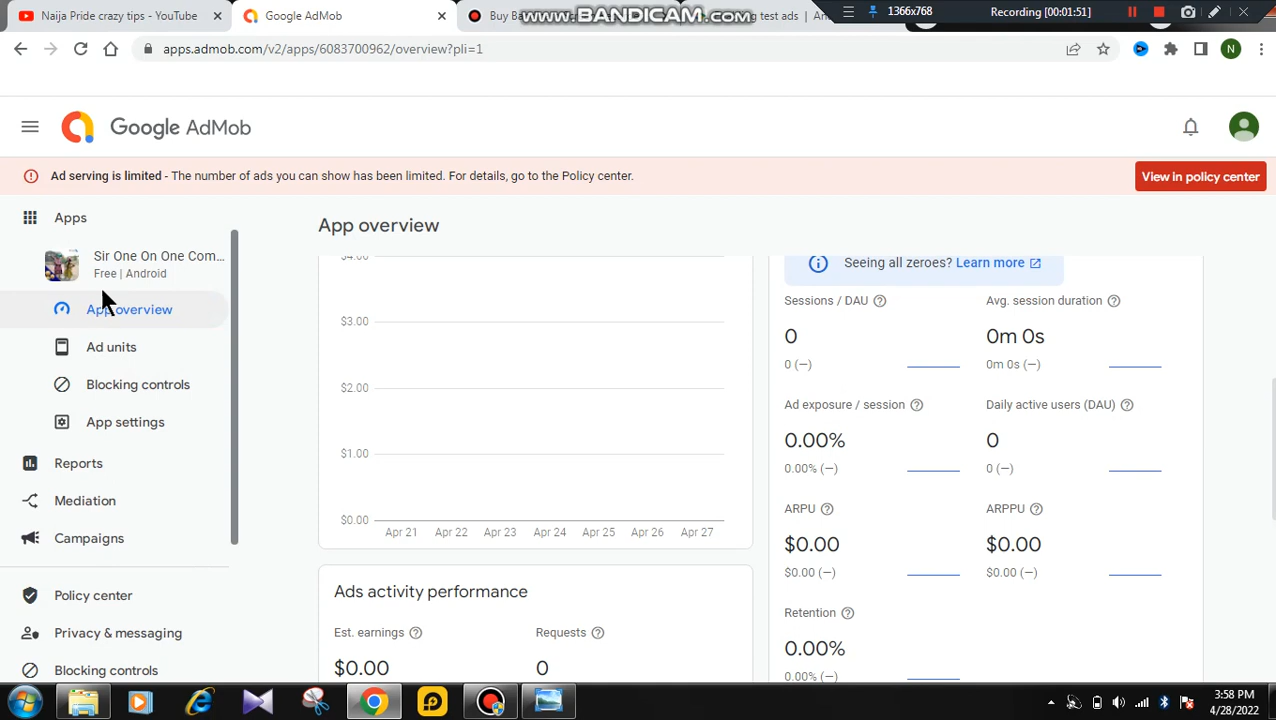 Naija Pride crazy tips - YouTube
Google AdMob
Buy Ba
g test ads | An
www.BANDICAM.com
1366x768
Recording [00:01:51]
apps.admob.com/v2/apps/6083700962/overview?pli=1
N
Google AdMob
Ad serving is limited - The number of ads you can show has been limited. For details, go to the Policy center.
View in policy center
Apps
Sir One On One Com...
Free | Android
App overview
Ad units
Blocking controls
App settings
Reports
Mediation
Campaigns
Policy center
Privacy & messaging
Blocking controls
App overview
$4.00
$3.00
$2.00
$1.00
$0.00
Apr 21 Apr 22 Apr 23 Apr 24 Apr 25 Apr 26 Apr 27
Ads activity performance
Est. earnings
Requests
$0.00
0
Seeing all zeroes? Learn more
Sessions / DAU
Avg. session duration
0
0m 0s
0 (—)
0m 0s (—)
Ad exposure / session
Daily active users (DAU)
0.00%
0
0.00% (—)
0 (—)
ARPU
ARPPU
$0.00
$0.00
$0.00 (—)
$0.00 (—)
Retention
0.00%
0.00% (—)
3:58 PM
4/28/2022